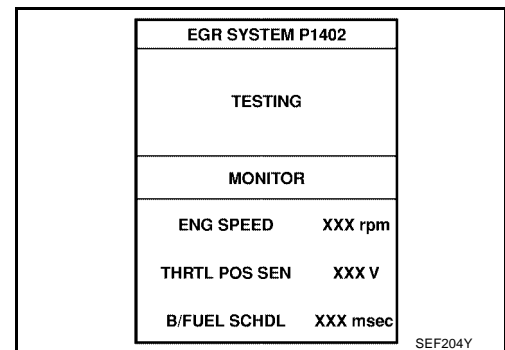 EGR SYSTEM P1402
TESTING
MONITOR
ENG SPEED XXX rpm
THRTL POS SEN XXX V
B/FUEL SCHDL XXX msec
SEF204Y